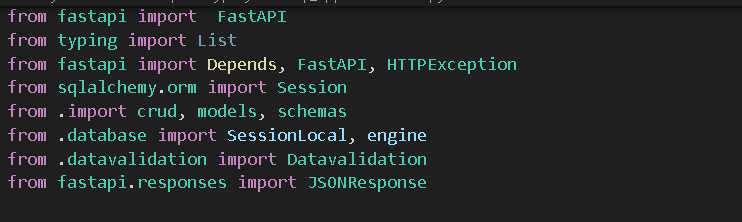 from fastapi import  FastAPI
from typing import List
from fastapi import Depends, FastAPI, HTTPException
from sqlalchemy.orm import Session
from .import crud, models, schemas
from .database import SessionLocal, engine
from .datavalidation import Datavalidation
from fastapi.responses import JSONResponse